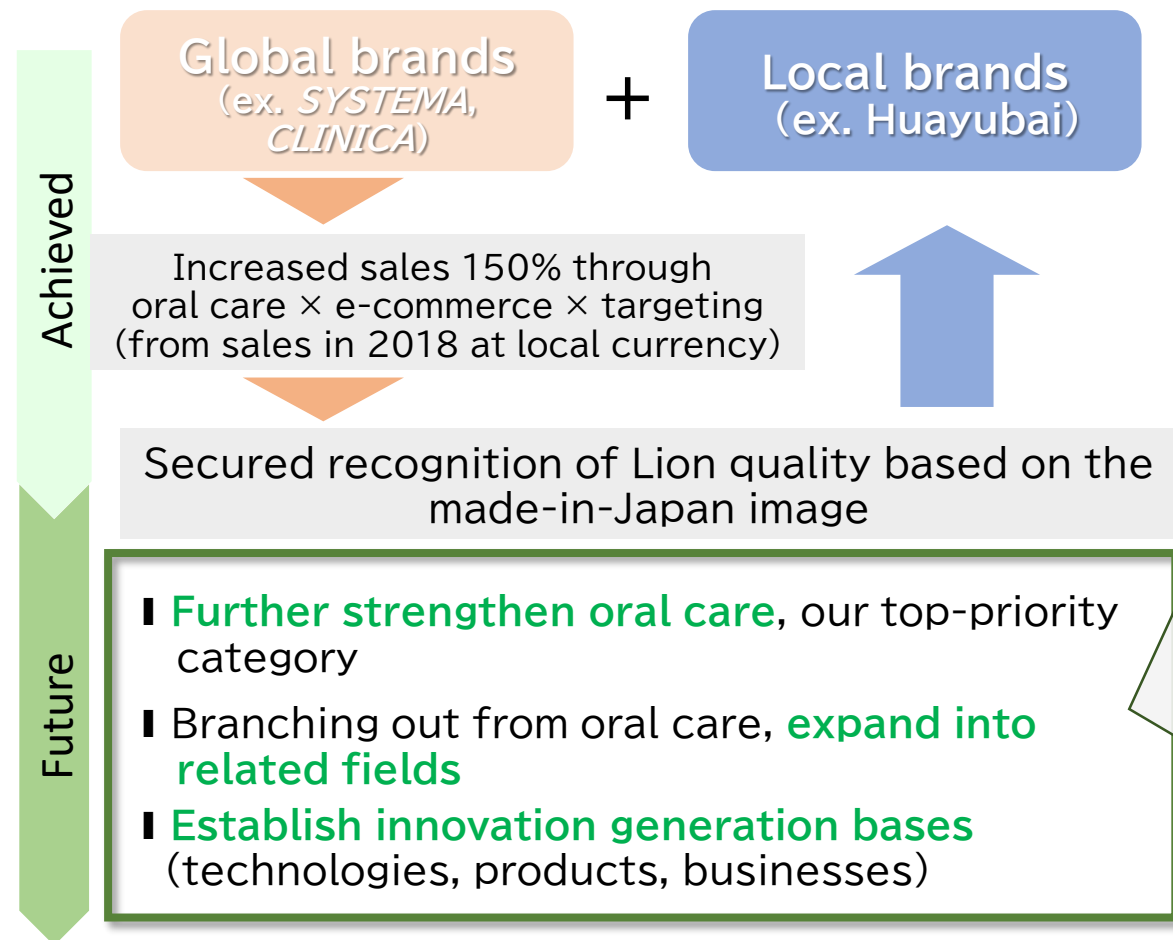 Global brands
(ex. SYSTEMA,
CLINICA)
+
Local brands
(ex. Huayubai)
Achieved
Increased sales 150% through
oral care × e-commerce × targeting
(from sales in 2018 at local currency)
Secured recognition of Lion quality based on the
made-in-Japan image
Future
Further strengthen oral care, our top-priority
category
Branching out from oral care, expand into
related fields
Establish innovation generation bases
(technologies, products, businesses)